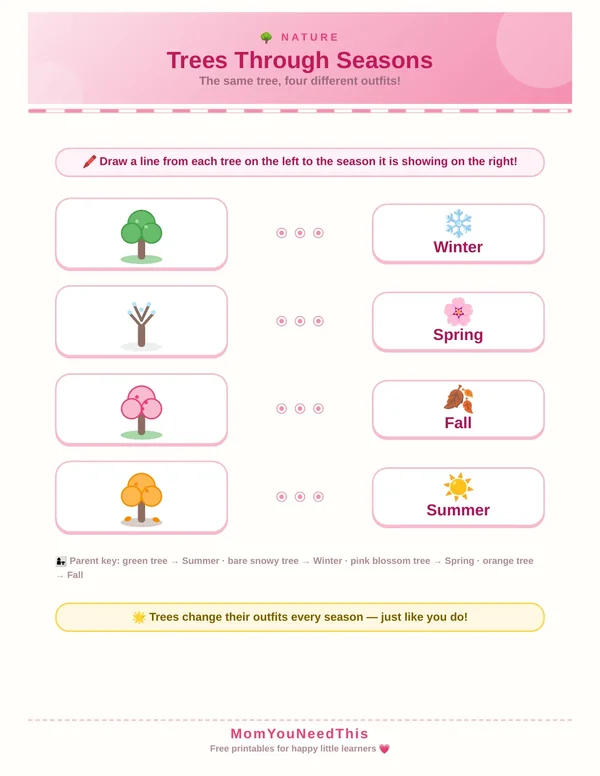 🌳 NATURE
Trees Through Seasons
The same tree, four different outfits!
🖍️ Draw a line from each tree on the left to the season it is showing on the right!
Winter
Spring
Fall
Summer
👩‍👧 Parent key: green tree → Summer · bare snowy tree → Winter · pink blossom tree → Spring · orange tree
→ Fall
🌟 Trees change their outfits every season — just like you do!
MomYouNeedThis
Free printables for happy little learners 💗